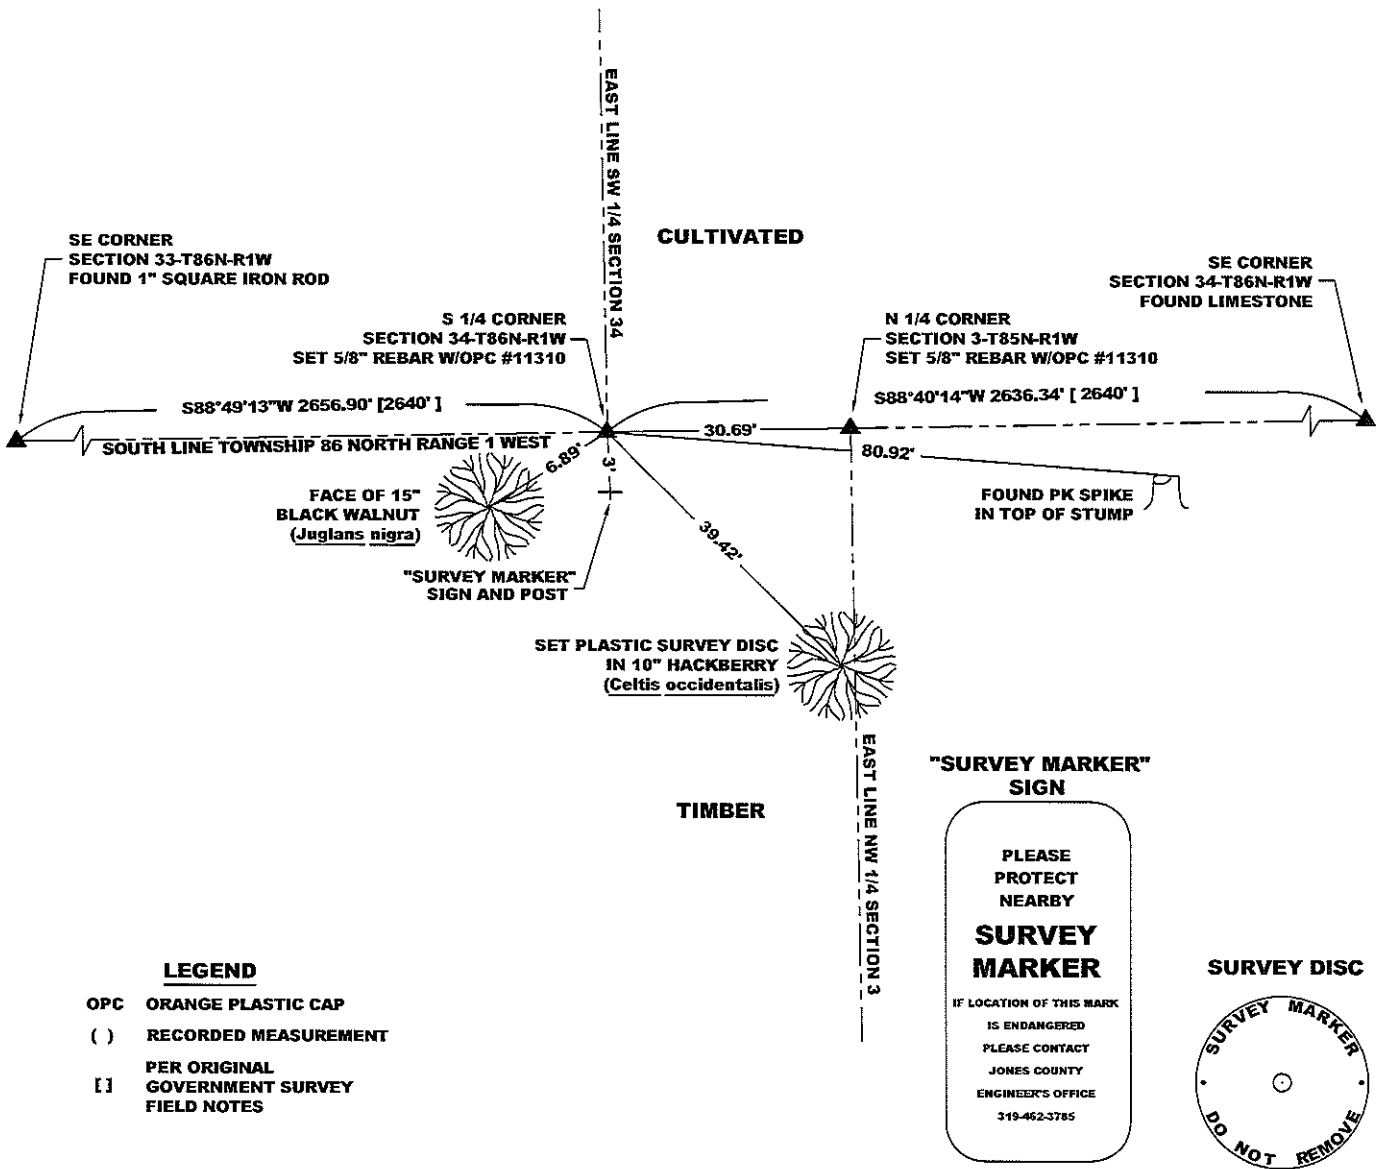 EAST LINE SW 1/4 SECTION 34
CULTIVATED
SE CORNER
SECTION 33-T86N-R1W
FOUND 1" SQUARE IRON ROD
SE CORNER
SECTION 34-T86N-R1W
FOUND LIMESTONE
S 1/4 CORNER
SECTION 34-T86N-R1W
SET 5/8" REBAR W/OPC #11310
N 1/4 CORNER
SECTION 3-T85N-R1W
SET 5/8" REBAR W/OPC #11310
S88°49'13"W 2656.90' [2640' ]
S88°40'14"W 2636.34' [ 2640' ]
SOUTH LINE TOWNSHIP 86 NORTH RANGE 1 WEST
30.69'
80.92'
6.89'
3'
39.42'
FACE OF 15"
BLACK WALNUT
(Juglans nigra)
FOUND PK SPIKE
IN TOP OF STUMP
"SURVEY MARKER"
SIGN AND POST
SET PLASTIC SURVEY DISC
IN 10" HACKBERRY
(Celtis occidentalis)
EAST LINE NW 1/4 SECTION 3
TIMBER
"SURVEY MARKER"
SIGN
PLEASE
PROTECT
NEARBY
SURVEY
MARKER
IF LOCATION OF THIS MARK
IS ENDANGERED
PLEASE CONTACT
JONES COUNTY
ENGINEER'S OFFICE
319-462-3785
SURVEY DISC
SURVEY MARKER
DO NOT REMOVE
LEGEND
OPC ORANGE PLASTIC CAP
( ) RECORDED MEASUREMENT
PER ORIGINAL
[ ] GOVERNMENT SURVEY
FIELD NOTES